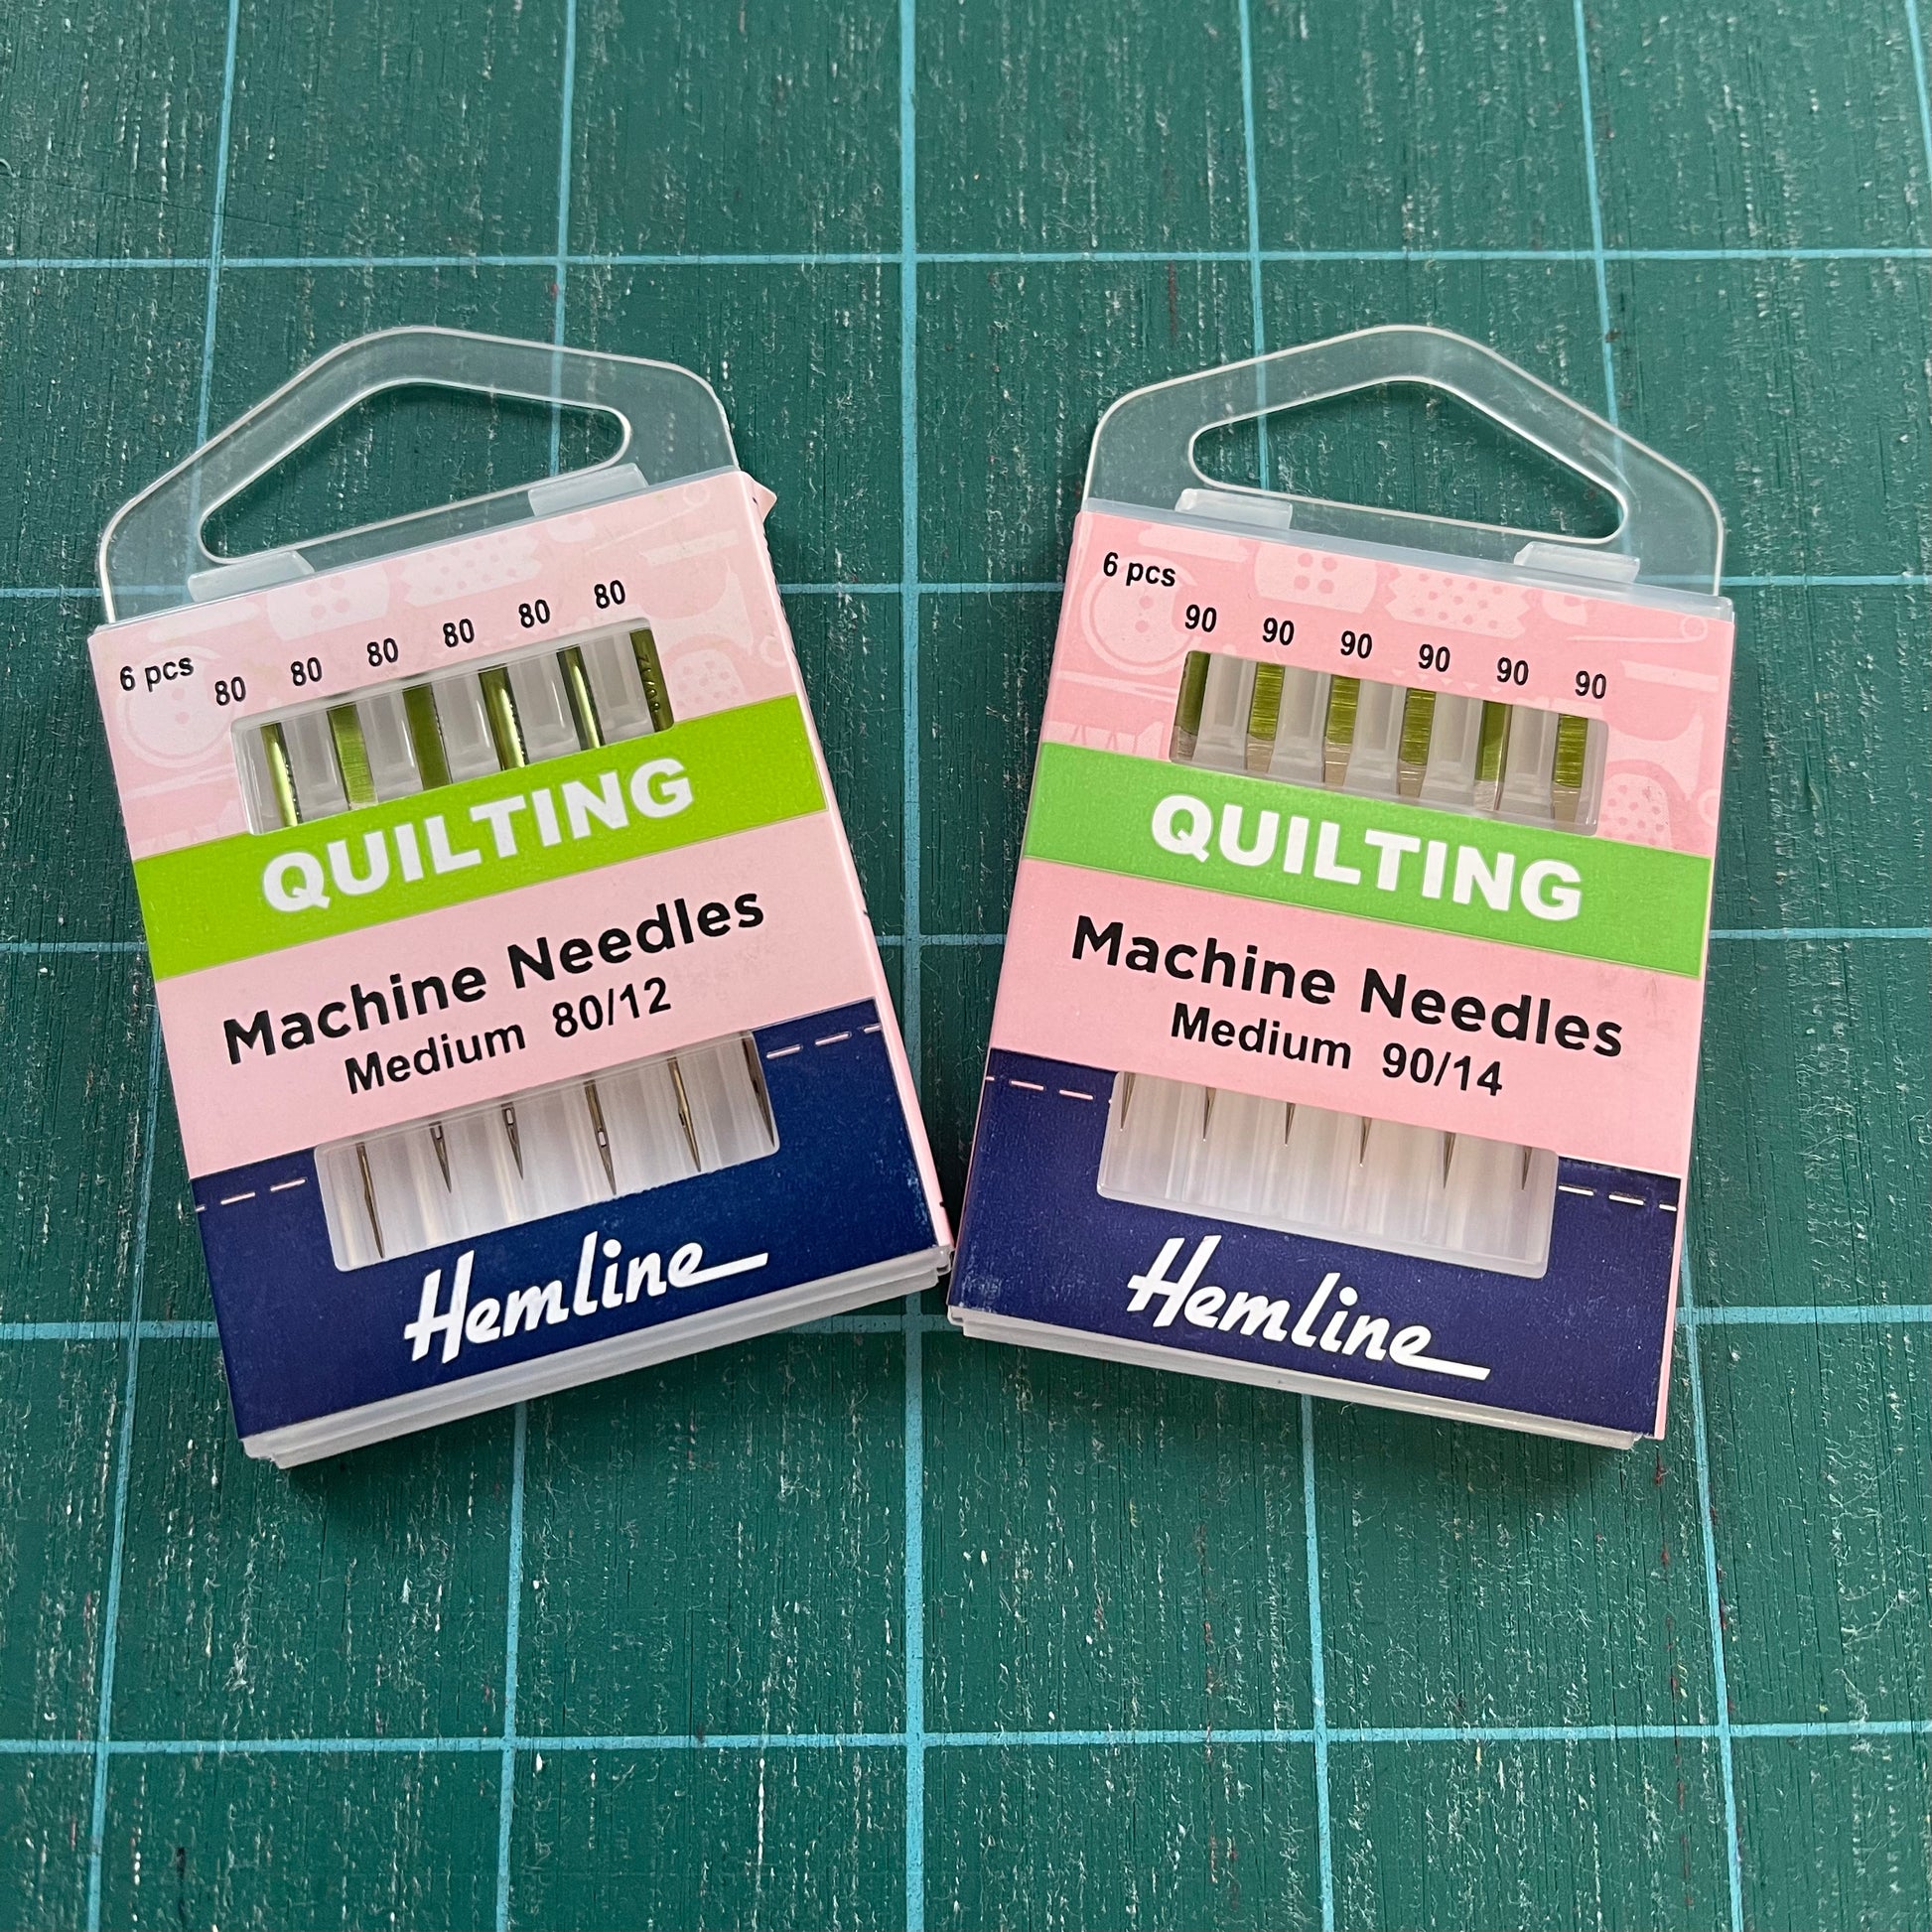 6 pcs
80 80 80 80 80 80
QUILTING
Machine Needles
Medium 80/12
Hemline
6 pcs
90 90 90 90 90 90
QUILTING
Machine Needles
Medium 90/14
Hemline